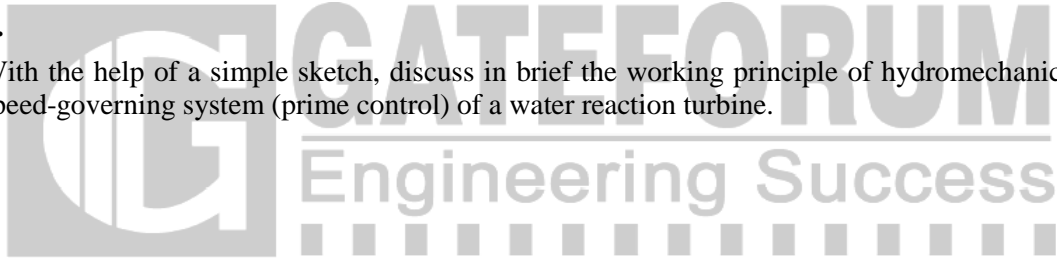 GATEFORUM
ith the help of a simple sketch, discuss in brief the working principle of hydromechanic
peed-governing system (prime control) of a water reaction turbine.
Engineering Success